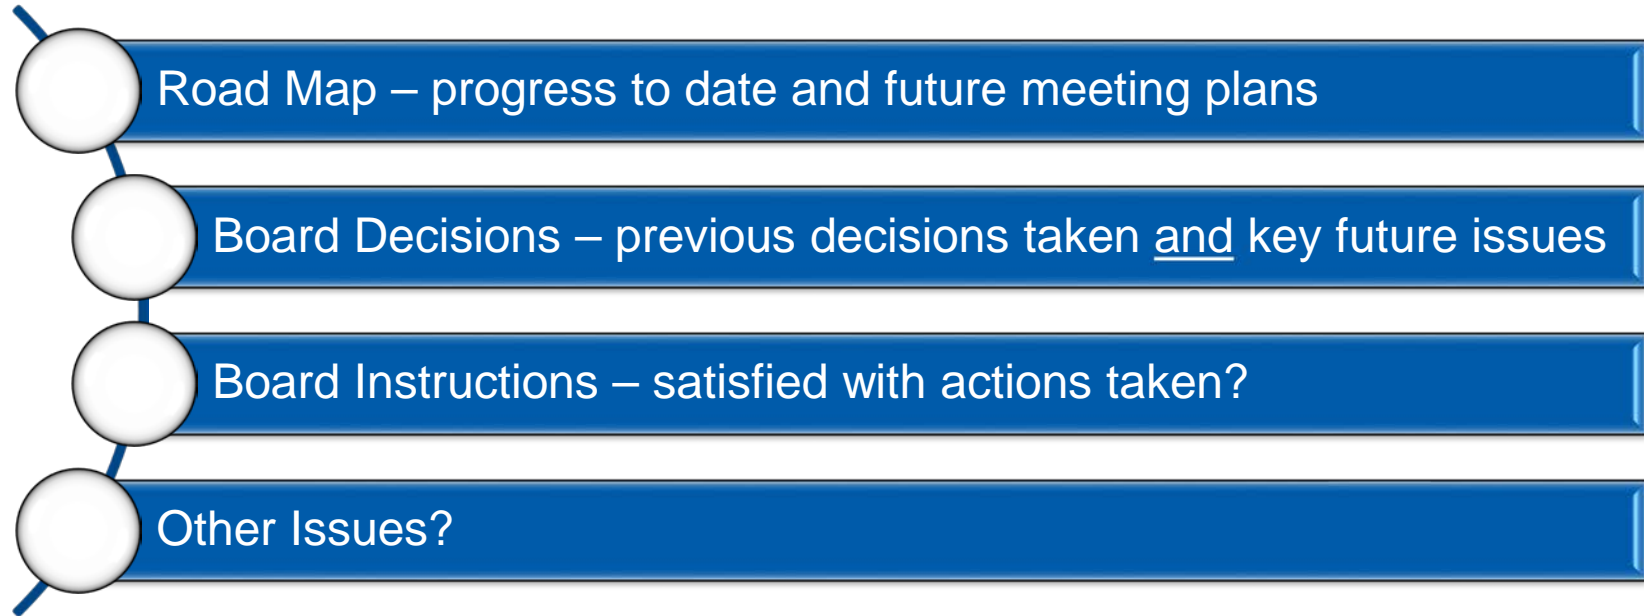 Road Map – progress to date and future meeting plans
Board Decisions – previous decisions taken and key future issues
Board Instructions – satisfied with actions taken?
Other Issues?